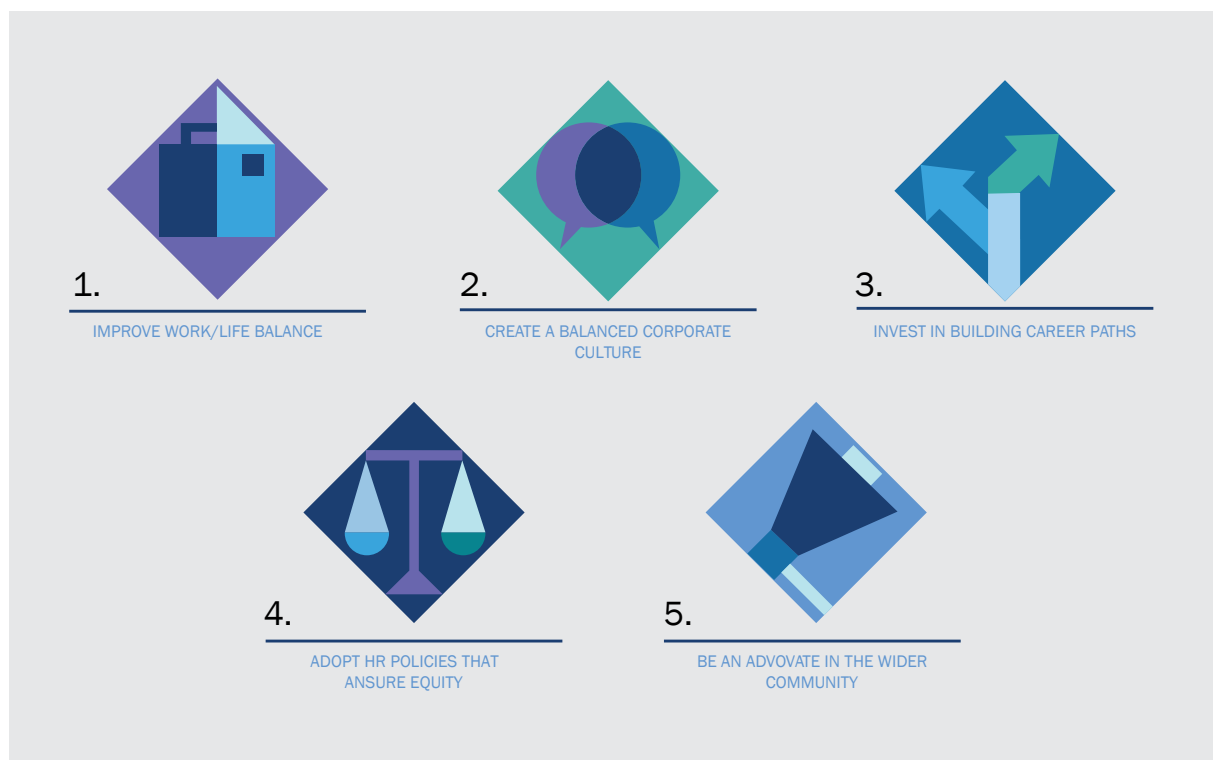 1.
IMPROVE WORK/LIFE BALANCE
2.
CREATE A BALANCED CORPORATE
CULTURE
3.
INVEST IN BUILDING CAREER PATHS
4.
ADOPT HR POLICIES THAT
ANSURE EQUITY
5.
BE AN ADVOVATE IN THE WIDER
COMMUNITY